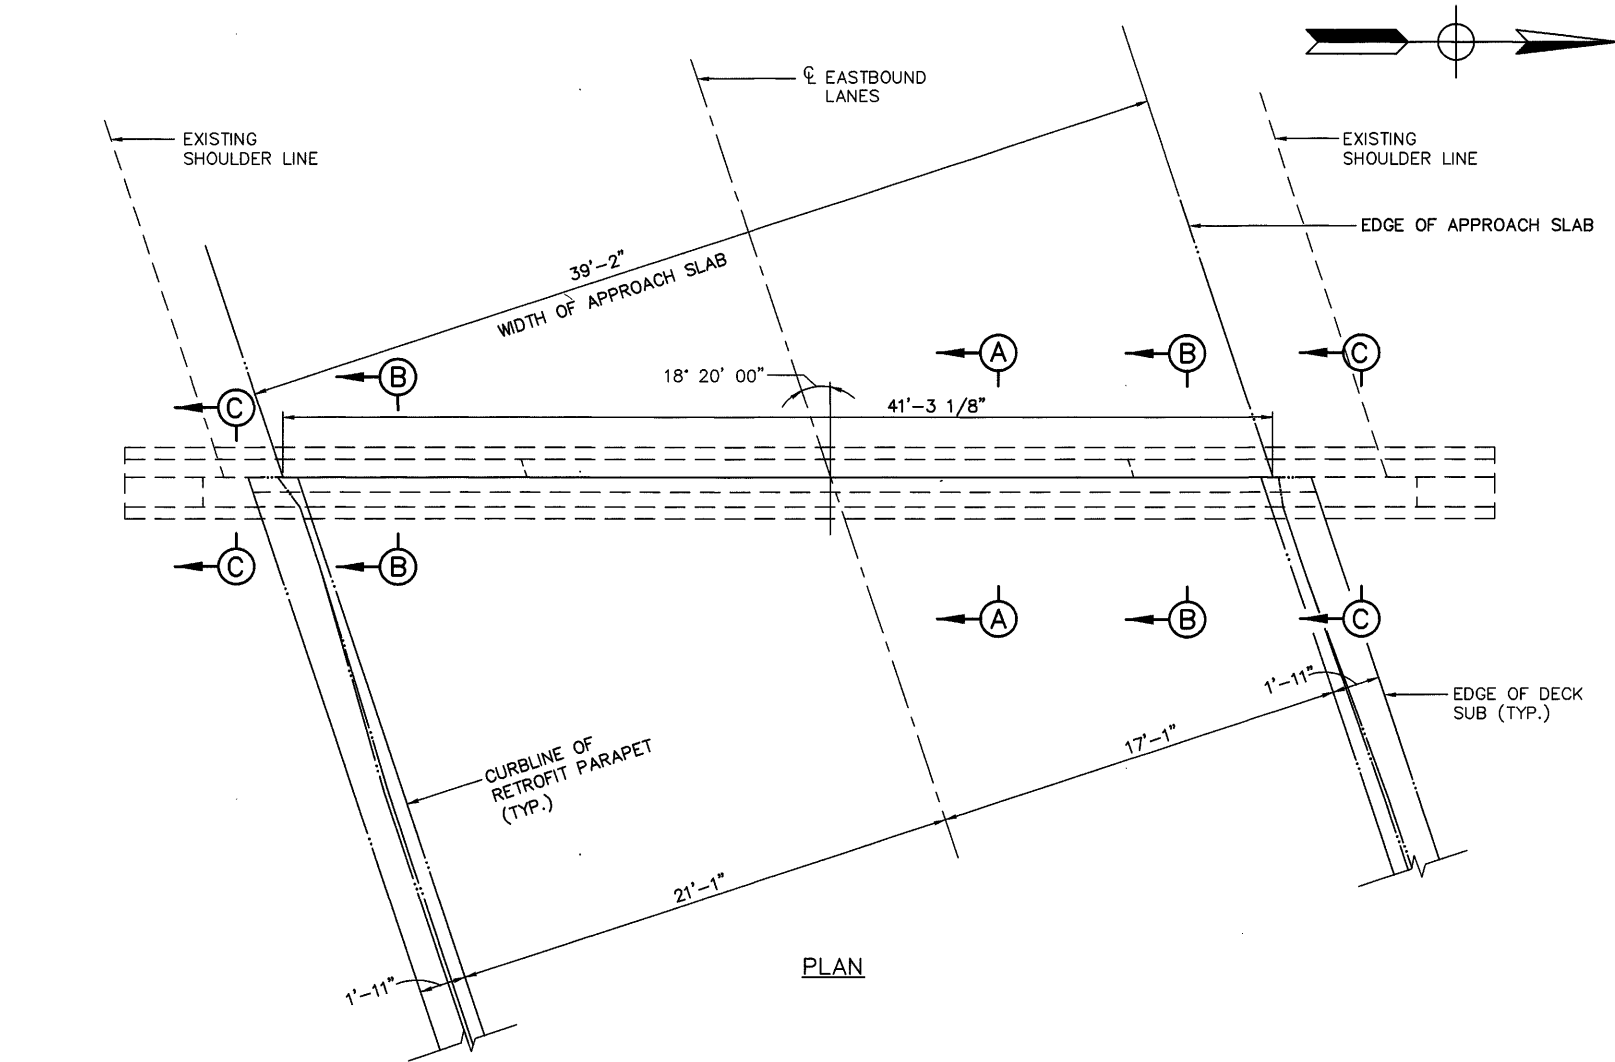 ℄ EASTBOUND
LANES
EXISTING
SHOULDER LINE
EXISTING
SHOULDER LINE
EDGE OF APPROACH SLAB
39'-2"
WIDTH OF APPROACH SLAB
A
B
C
B
18° 20' 00"
C
41'-3 1/8"
C
B
A
B
C
1'-11"
EDGE OF DECK
SUB (TYP.)
17'-1"
CURBLINE OF
RETROFIT PARAPET
(TYP.)
21'-1"
PLAN
1'-11"